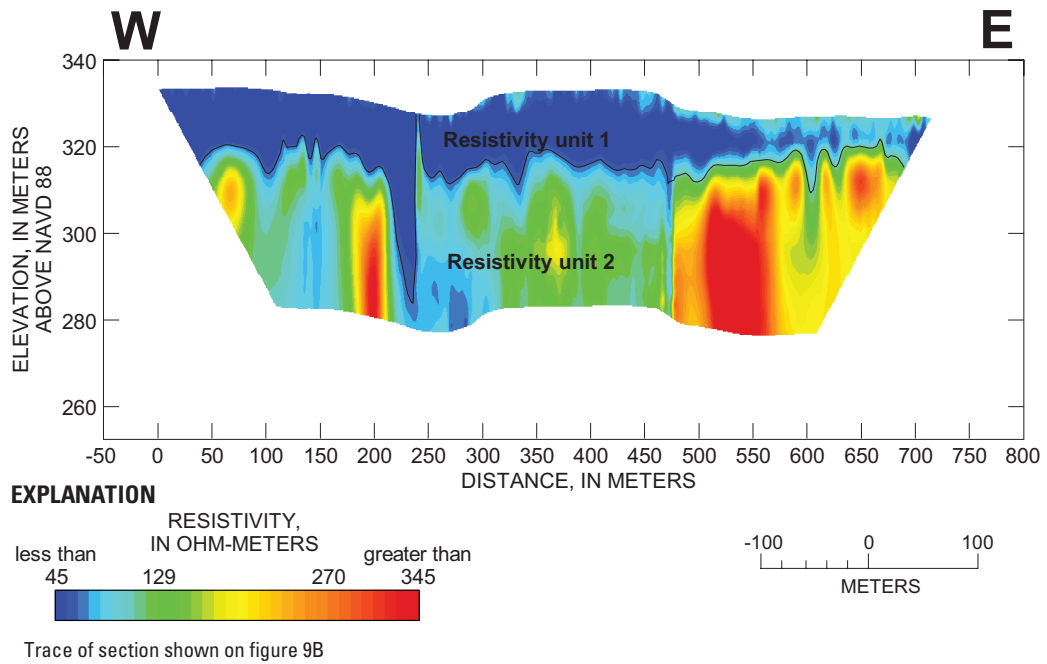 W
E
340
320
300
280
260
ELEVATION, IN METERS
ABOVE NAVD 88
Resistivity unit 1
Resistivity unit 2
-50 0 50 100 150 200 250 300 350 400 450 500 550 600 650 700 750 800
DISTANCE, IN METERS
EXPLANATION
RESISTIVITY,
IN OHM-METERS
less than greater than
45 129 270 345
-100 0 100
METERS
Trace of section shown on figure 9B